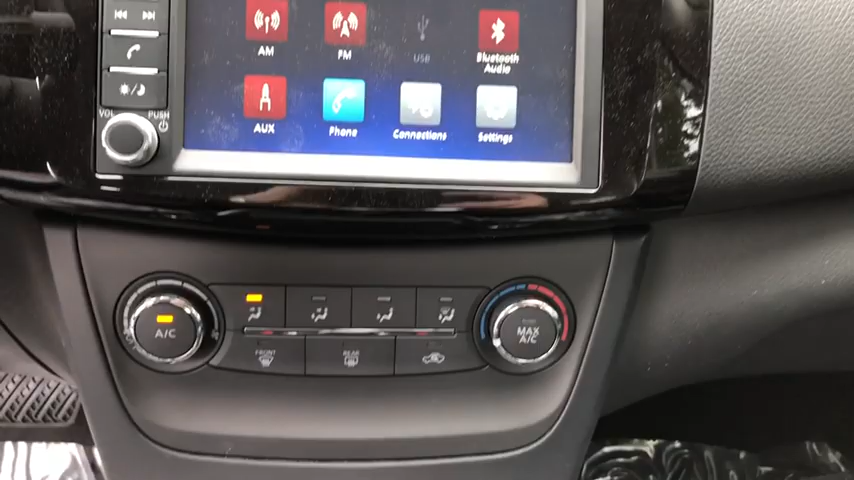 AM
FM
USB
Bluetooth
Audio
AUX
Phone
Connections
Settings
VOL
PUSH
A/C
MAX
A/C
FRONT
REAR